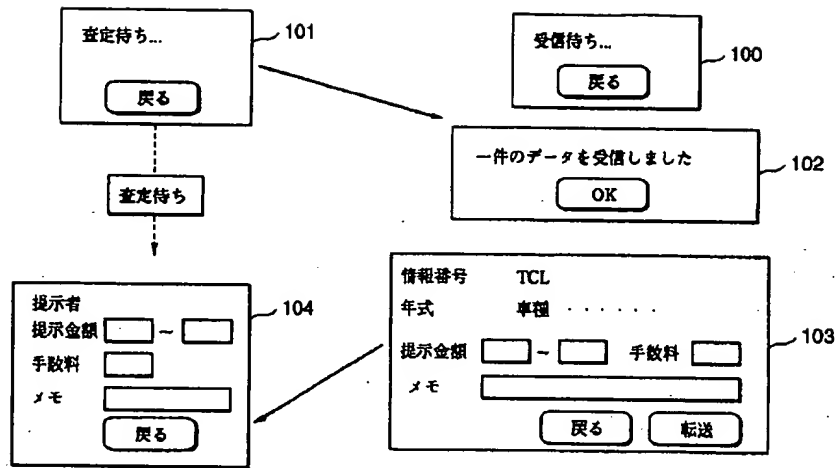 査定待ち...
101
戻る
受信待ち...
100
戻る
一件のデータを受信しました
102
OK
査定待ち
提示者
104
提示金額 ~
手数料
メモ
戻る
情報番号 TCL
年式 車種 ......
提示金額 ~ 手数料
103
メモ
戻る 転送